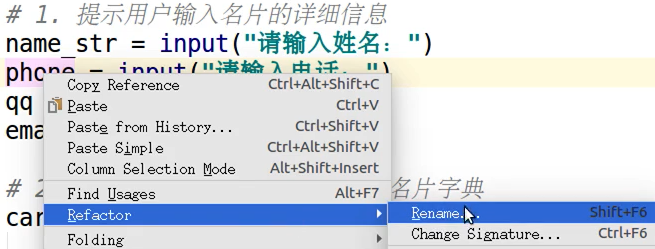 # 1. 提示用户输入名片的详细信息
name_str = input("请输入姓名：")
phone = input("请输入电话：")
qq
ema
# 2 名片字典
car
Copy Reference Ctrl+Alt+Shift+C
Paste Ctrl+V
Paste from History... Ctrl+Shift+V
Paste Simple Ctrl+Alt+Shift+V
Column Selection Mode Alt+Shift+Insert
Find Usages Alt+F7
Refactor
Folding
Rename... Shift+F6
Change Signature... Ctrl+F6